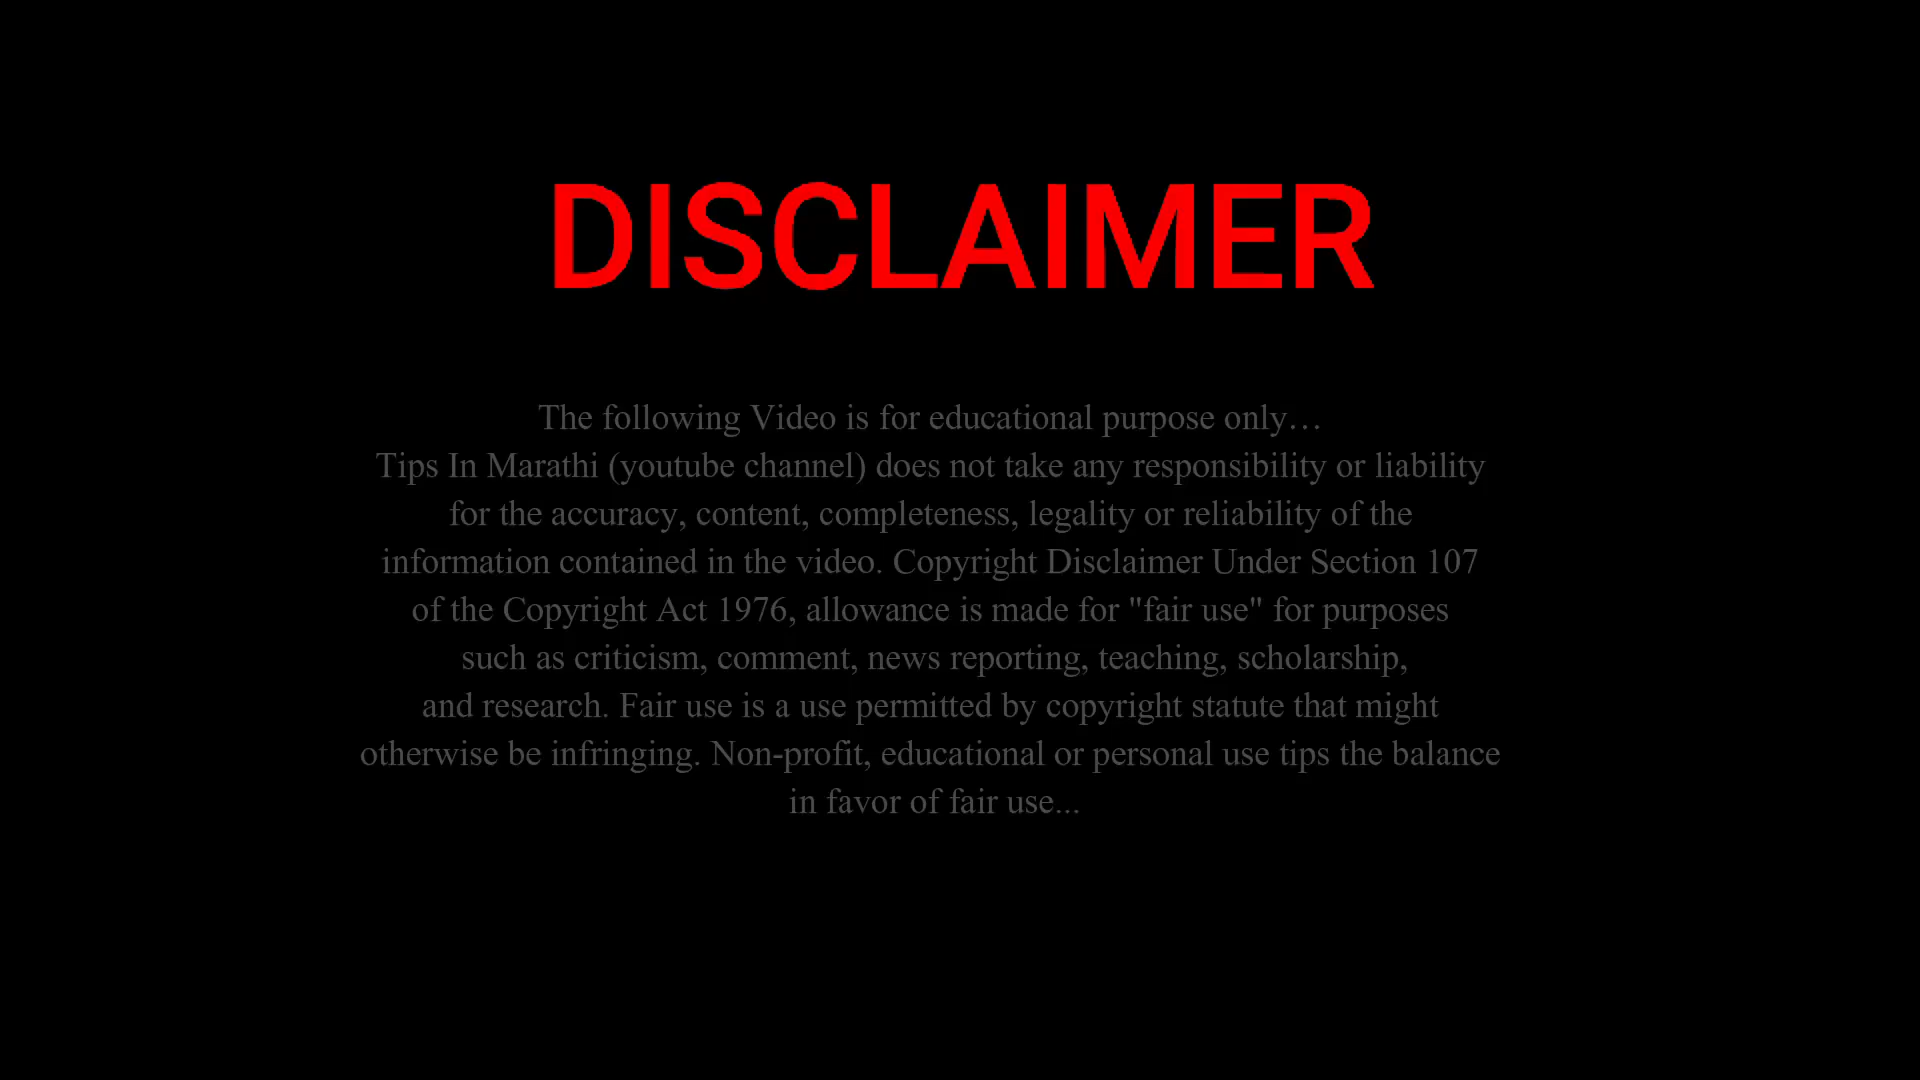 DISCLAIMER
The following Video is for educational purpose only…
Tips In Marathi (youtube channel) does not take any responsibility or liability
for the accuracy, content, completeness, legality or reliability of the
information contained in the video. Copyright Disclaimer Under Section 107
of the Copyright Act 1976, allowance is made for "fair use" for purposes
such as criticism, comment, news reporting, teaching, scholarship,
and research. Fair use is a use permitted by copyright statute that might
otherwise be infringing. Non-profit, educational or personal use tips the balance
in favor of fair use...